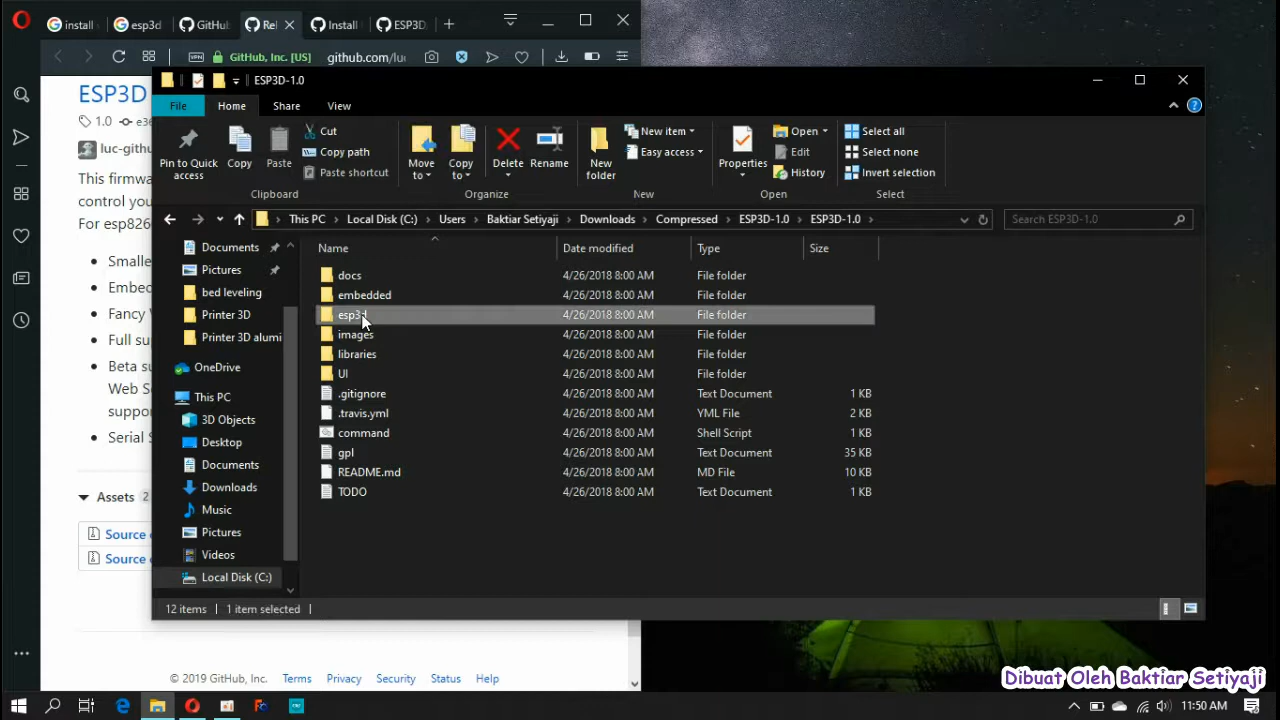 install
esp3d
GitHub
Rel
Install
ESP3D
VPN
GitHub, Inc. [US]
github.com/luc
ESP3D
1.0
luc-githu
This firmwa
control you
For esp826
Smalle
Embed
Fancy
Full su
Beta su
Web Se
suppor
Serial S
Assets 2
Source
Source
© 2019 GitHub, Inc.
Terms
Privacy
Security
Status
Help
ESP3D-1.0
File
Home
Share
View
Pin to Quick access
Copy
Paste
Cut
Copy path
Paste shortcut
Clipboard
Move to
Copy to
Delete
Rename
Organize
New folder
New item
Easy access
New
Properties
Open
Edit
History
Open
Select all
Select none
Invert selection
Select
This PC
Local Disk (C:)
Users
Baktiar Setiyaji
Downloads
Compressed
ESP3D-1.0
ESP3D-1.0
Search ESP3D-1.0
Documents
Pictures
bed leveling
Printer 3D
Printer 3D alumi
OneDrive
This PC
3D Objects
Desktop
Documents
Downloads
Music
Pictures
Videos
Local Disk (C:)
Name Date modified Type Size
docs 4/26/2018 8:00 AM File folder
embedded 4/26/2018 8:00 AM File folder
esp3d 4/26/2018 8:00 AM File folder
images 4/26/2018 8:00 AM File folder
libraries 4/26/2018 8:00 AM File folder
UI 4/26/2018 8:00 AM File folder
.gitignore 4/26/2018 8:00 AM Text Document 1 KB
.travis.yml 4/26/2018 8:00 AM YML File 2 KB
command 4/26/2018 8:00 AM Shell Script 1 KB
gpl 4/26/2018 8:00 AM Text Document 35 KB
README.md 4/26/2018 8:00 AM MD File 10 KB
TODO 4/26/2018 8:00 AM Text Document 1 KB
12 items 1 item selected
Dibuat Oleh Baktiar Setiyaji
11:50 AM